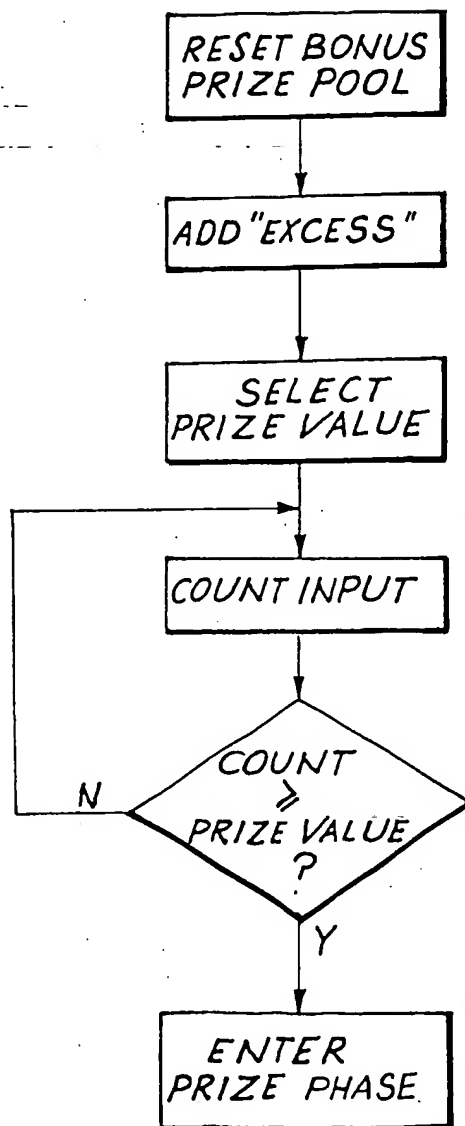 RESET BONUS
PRIZE POOL
ADD "EXCESS"
SELECT
PRIZE VALUE
COUNT INPUT
COUNT
⩾
PRIZE VALUE
?
N
Y
ENTER
PRIZE PHASE